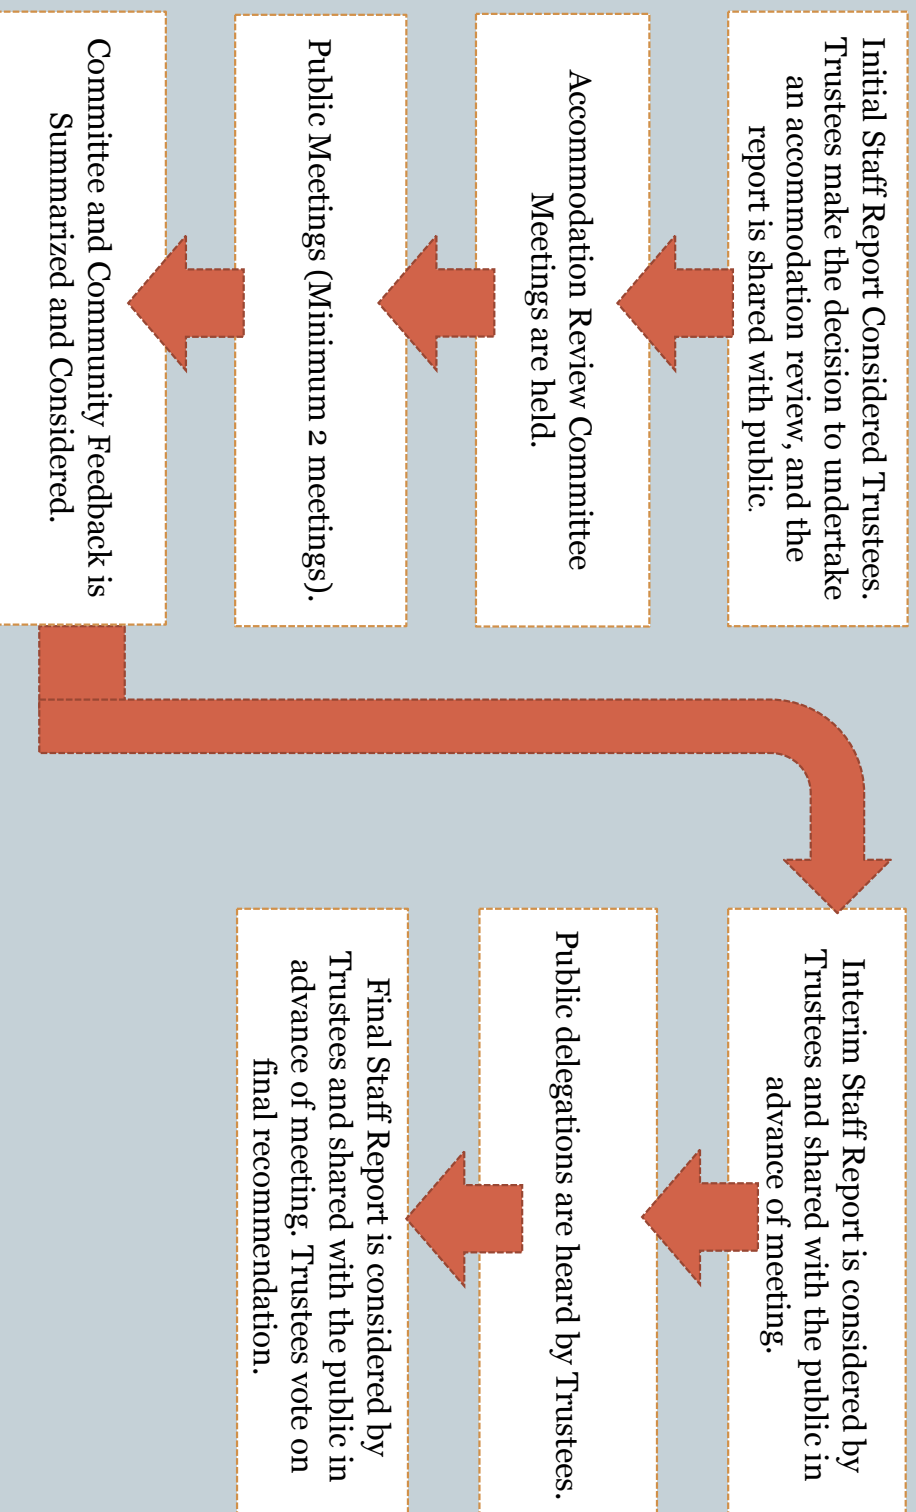 Initial Staff Report Considered Trustees.
Trustees make the decision to undertake
an accommodation review, and the
report is shared with public.
Accommodation Review Committee
Meetings are held.
Public Meetings (Minimum 2 meetings).
Committee and Community Feedback is
Summarized and Considered.
Interim Staff Report is considered by
Trustees and shared with the public in
advance of meeting.
Public delegations are heard by Trustees.
Final Staff Report is considered by
Trustees and shared with the public in
advance of meeting. Trustees vote on
final recommendation.